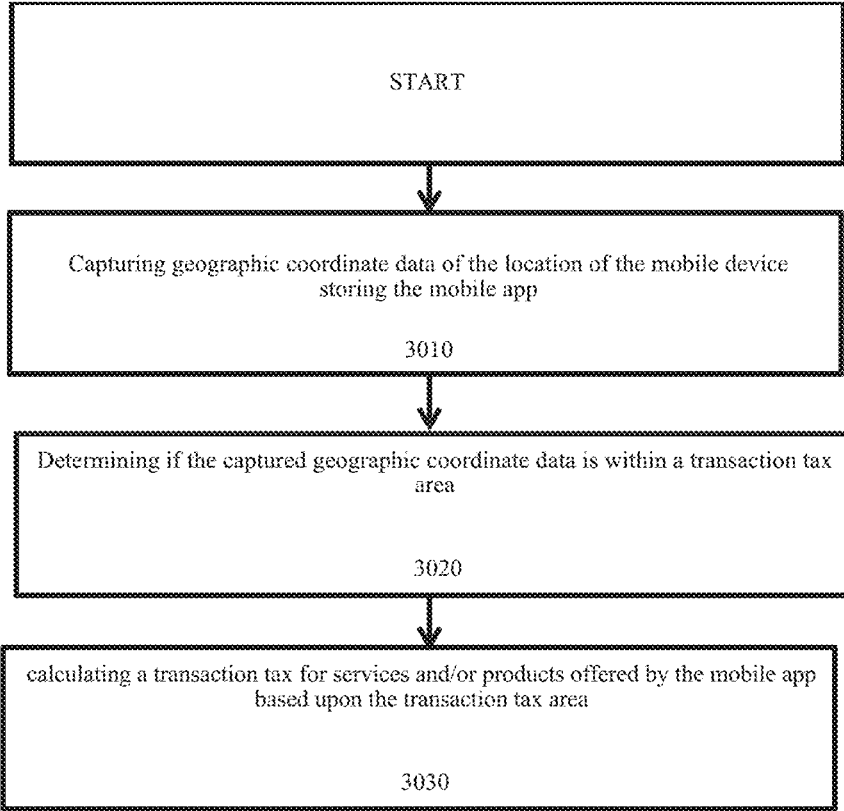 START
Capturing geographic coordinate data of the location of the mobile device
storing the mobile app
3010
Determining if the captured geographic coordinate data is within a transaction tax
area
3020
calculating a transaction tax for services and/or products offered by the mobile app
based upon the transaction tax area
3030